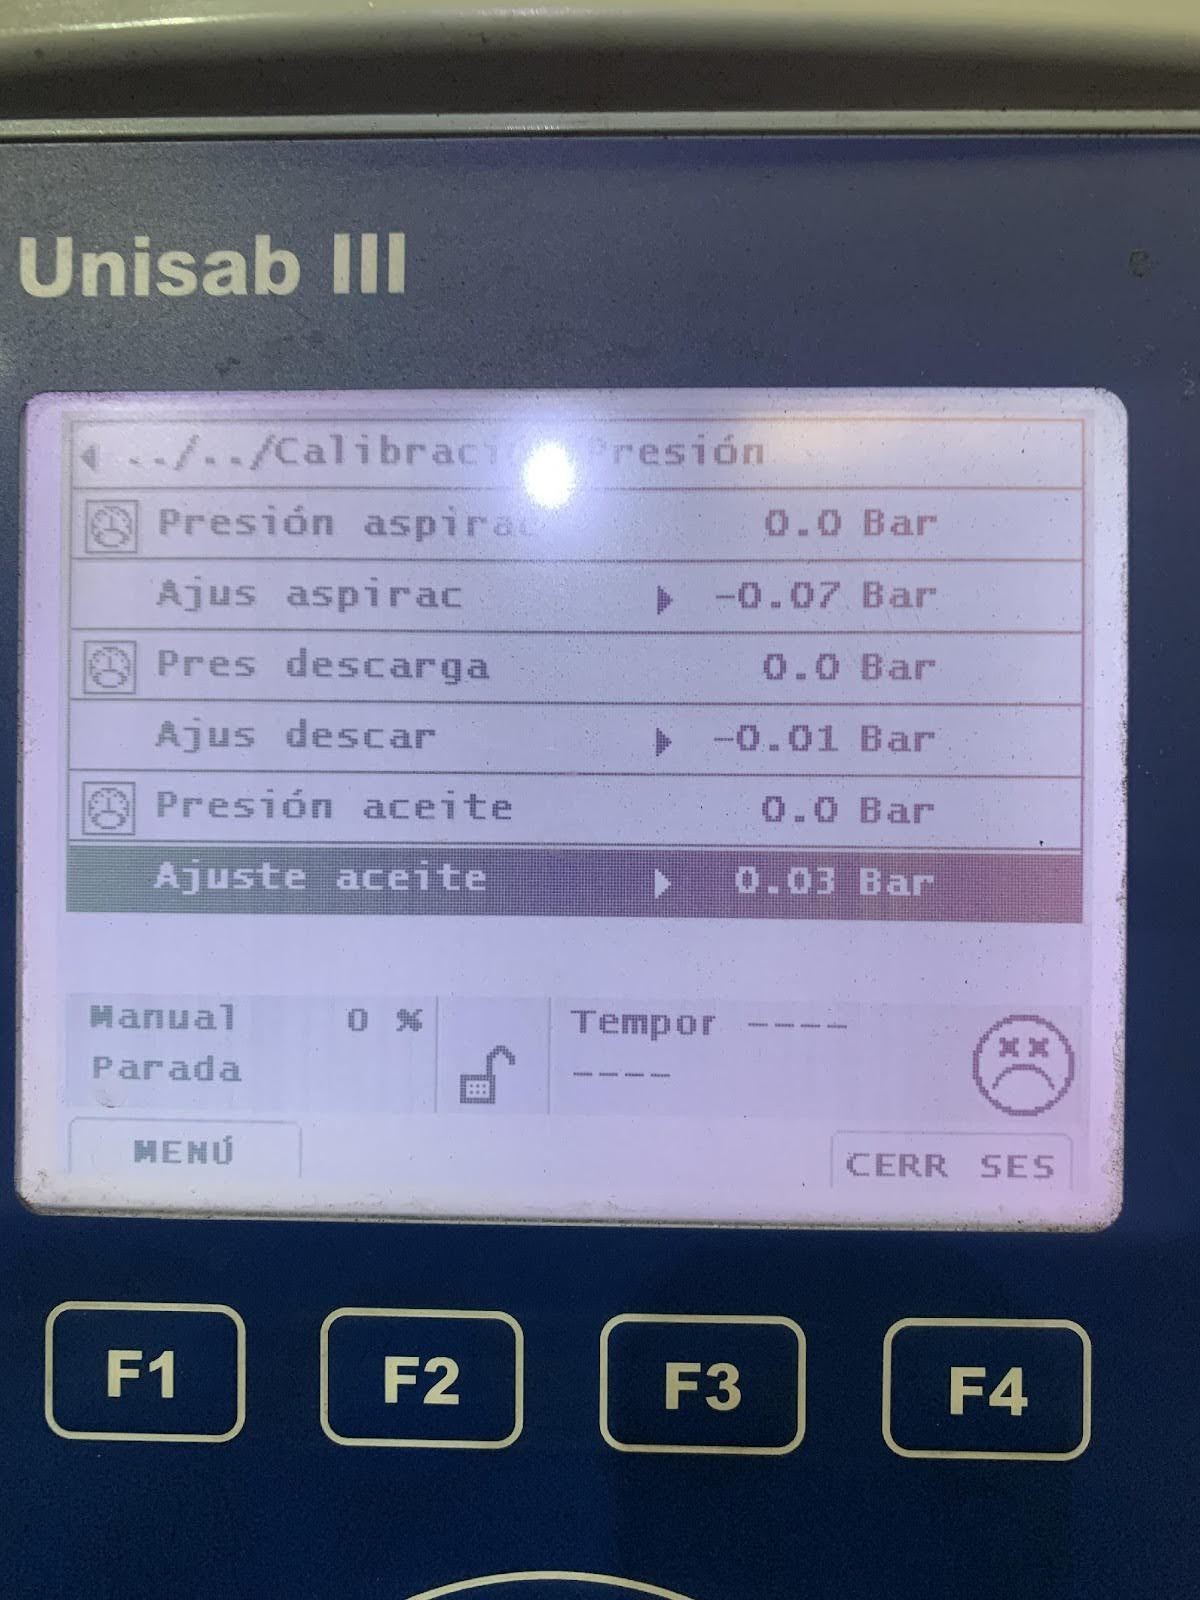 Unisab III
../../Calibraci Presión
Presión aspirac 0.0 Bar
Ajus aspirac -0.07 Bar
Pres descarga 0.0 Bar
Ajus descar -0.01 Bar
Presión aceite 0.0 Bar
Ajuste aceite 0.03 Bar
Manual 0 % Tempor ----
Parada ----
MENÚ CERR SES
F1 F2 F3 F4